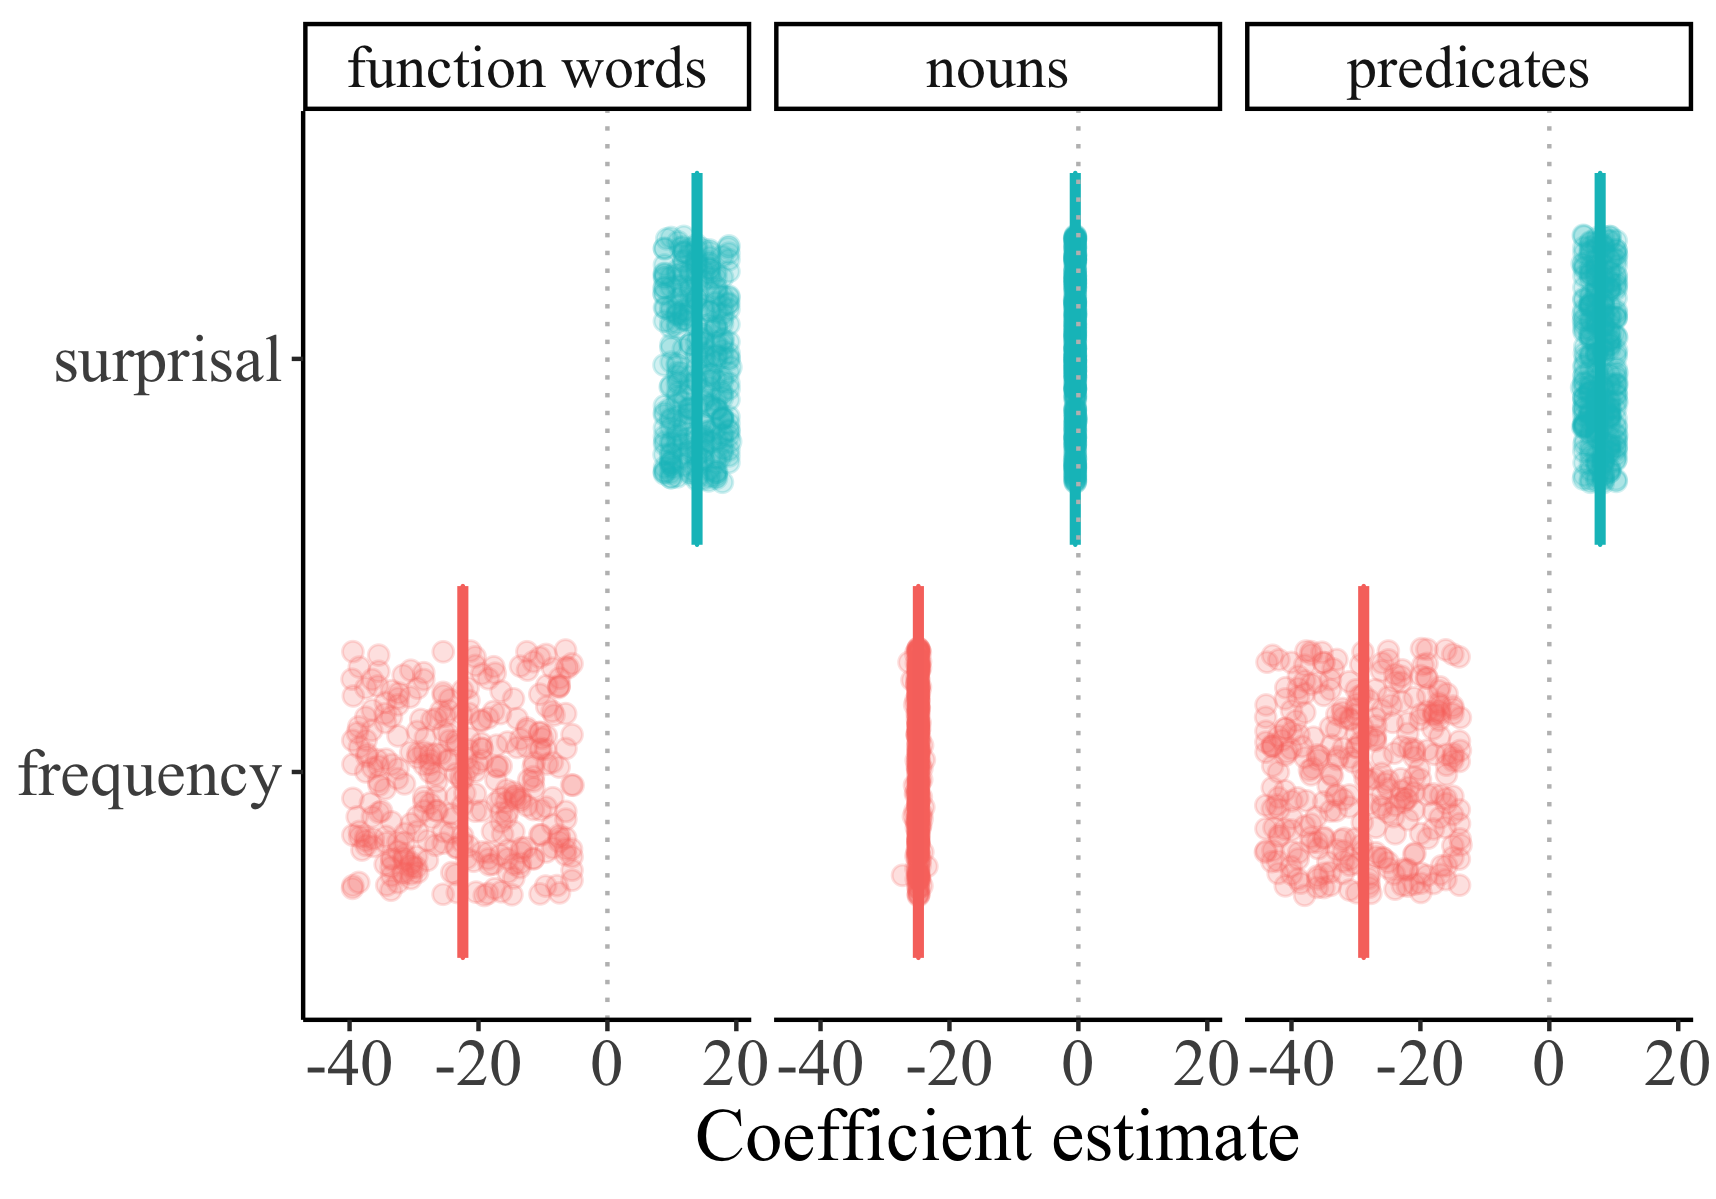 function words nouns predicates
surprisal
frequency
-40 -20 0 20 -40 -20 0 20 -40 -20 0 20
Coefficient estimate